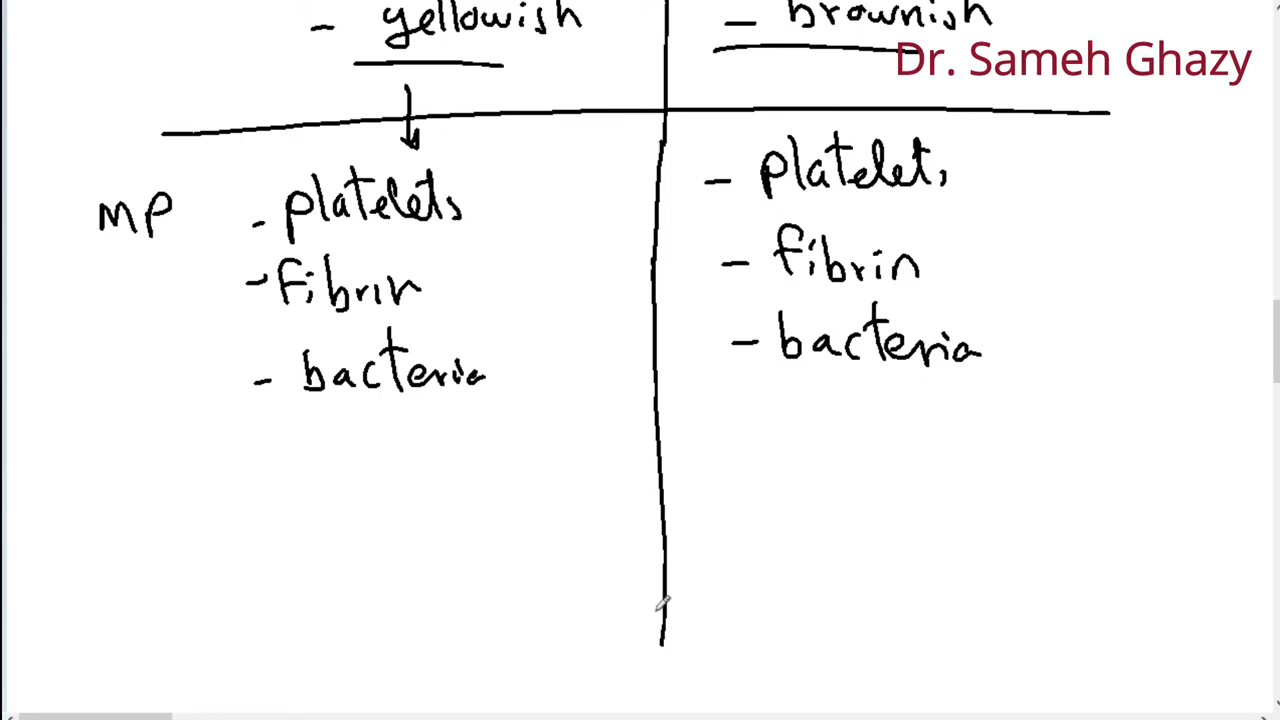 - yellowish
- brownish
Dr. Sameh Ghazy
MP
- platelets
- fibrin
- bacteria
- platelets
- fibrin
- bacteria